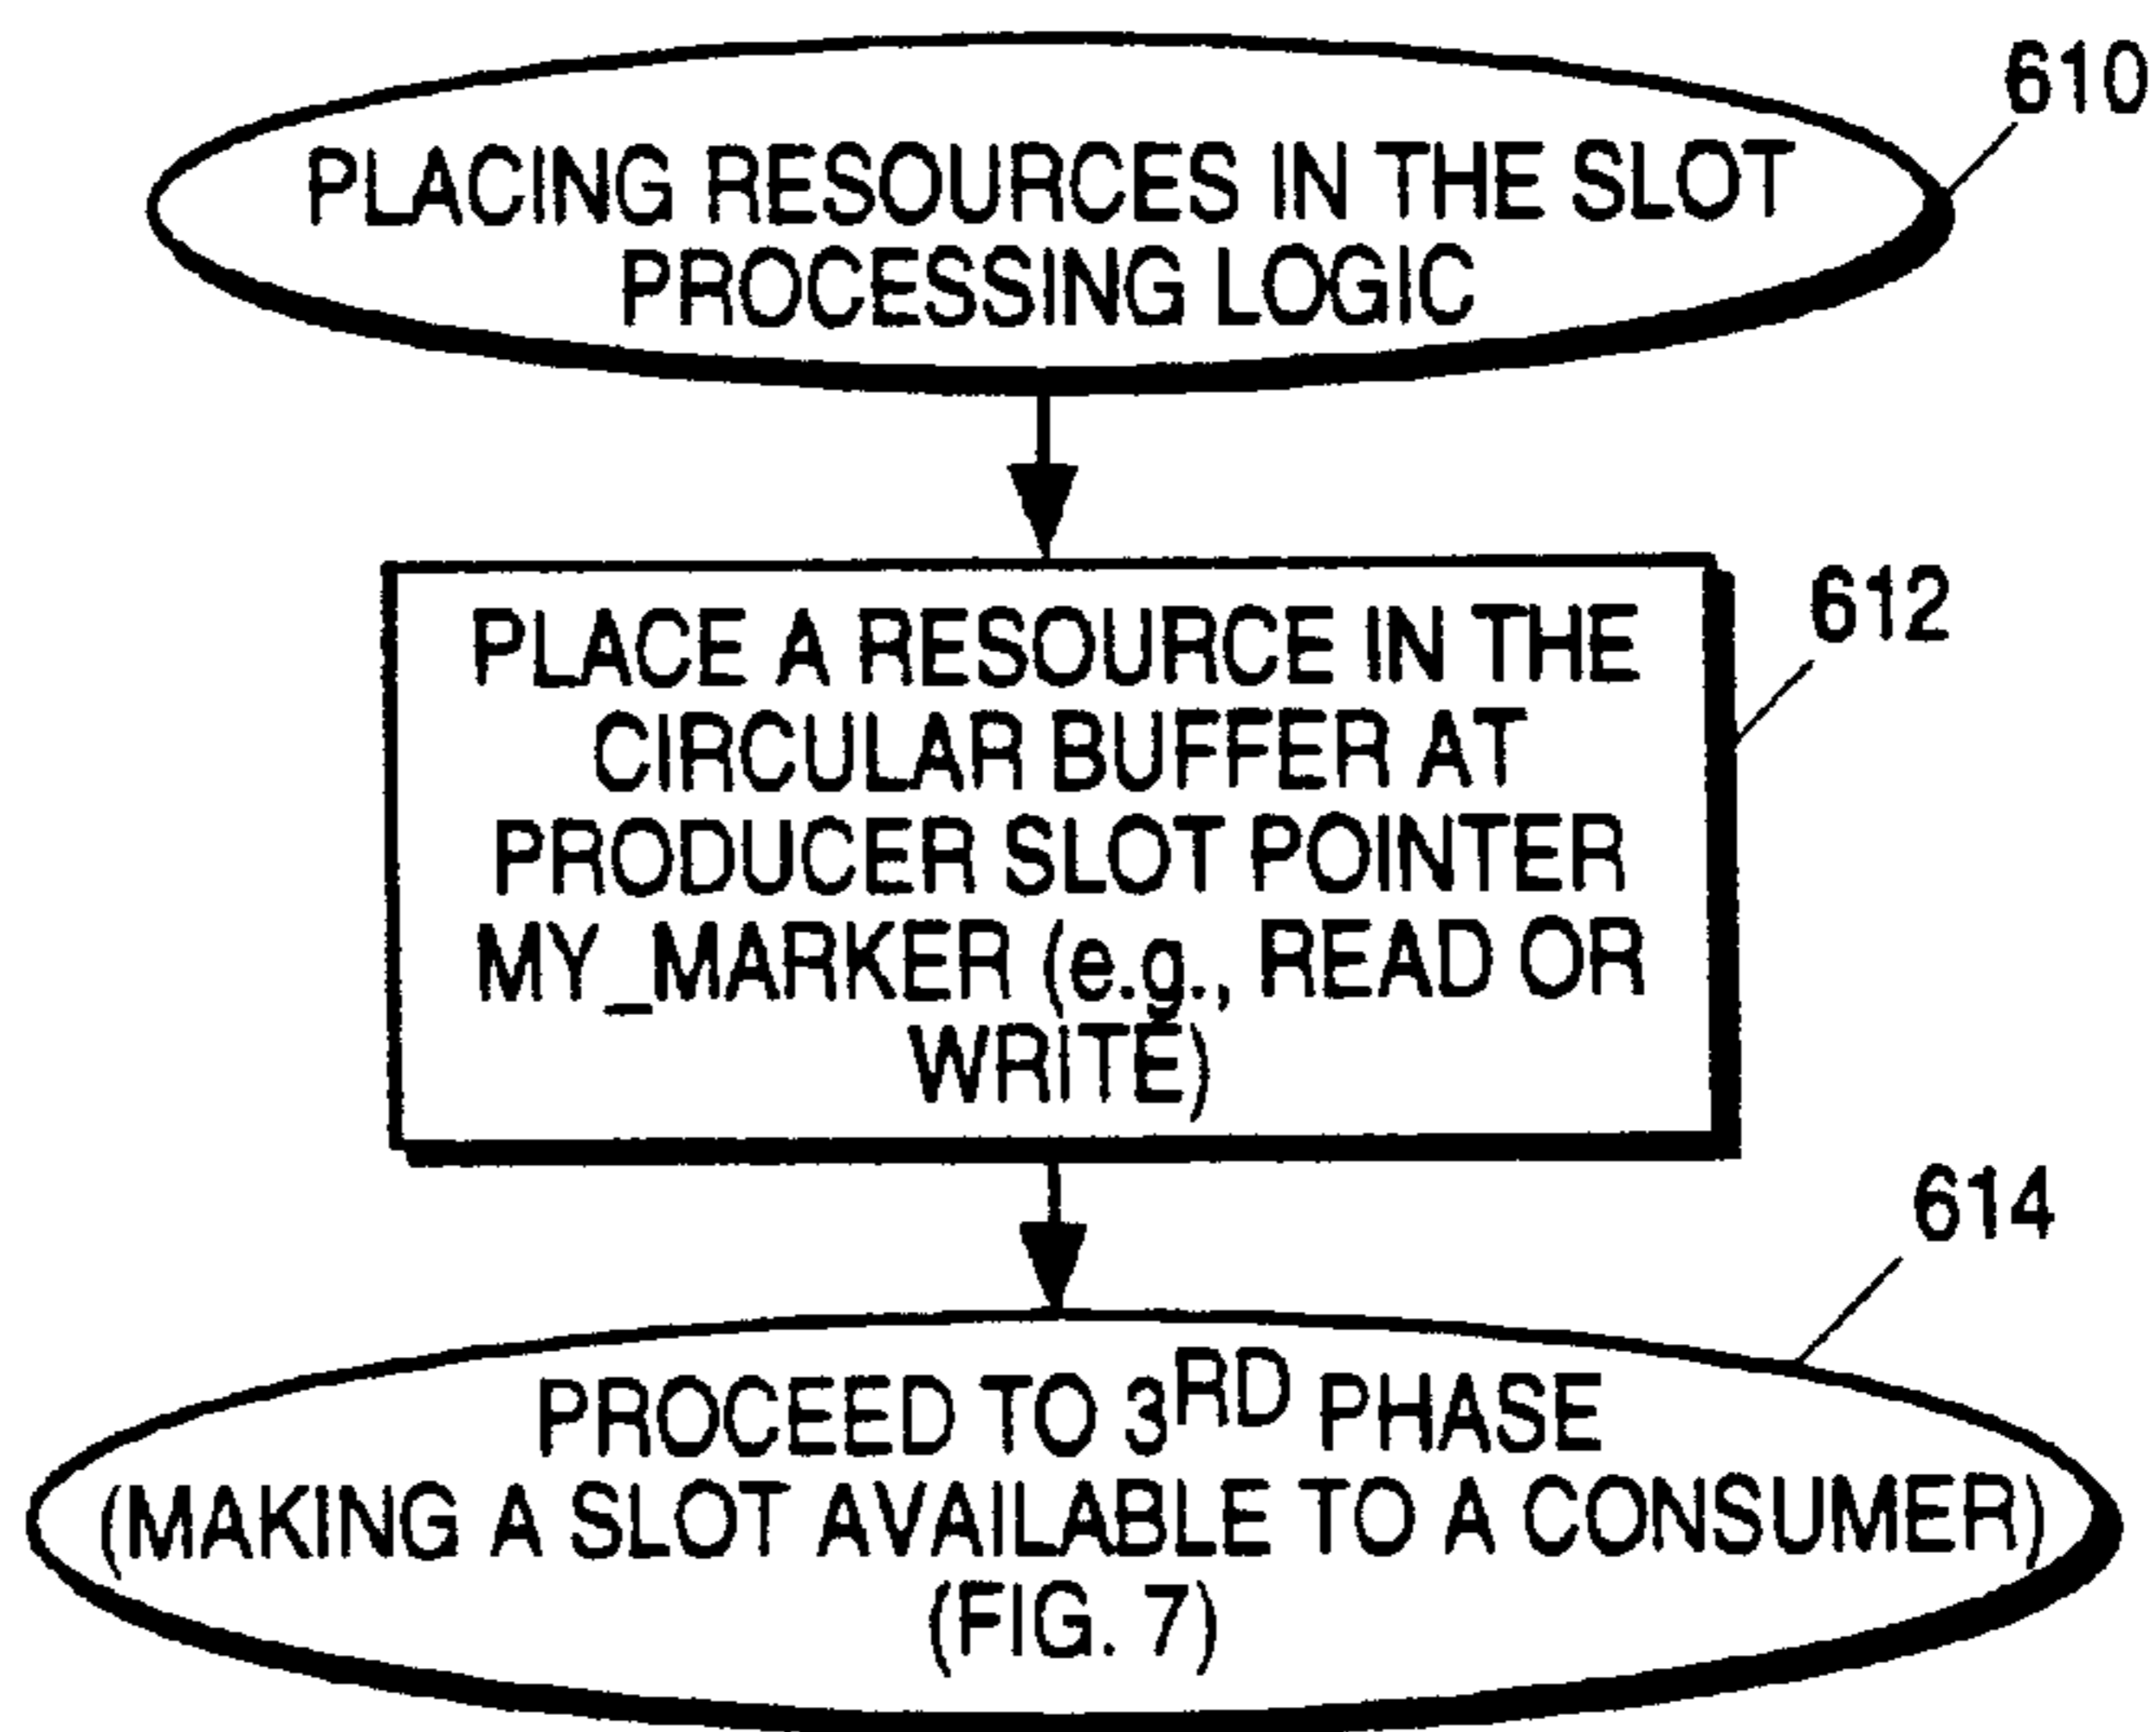 610
PLACING RESOURCES IN THE SLOT
PROCESSING LOGIC
612
PLACE A RESOURCE IN THE
CIRCULAR BUFFER AT
PRODUCER SLOT POINTER
MY_MARKER (e.g., READ OR
WRITE)
614
PROCEED TO 3RD PHASE
(MAKING A SLOT AVAILABLE TO A CONSUMER)
(FIG. 7)